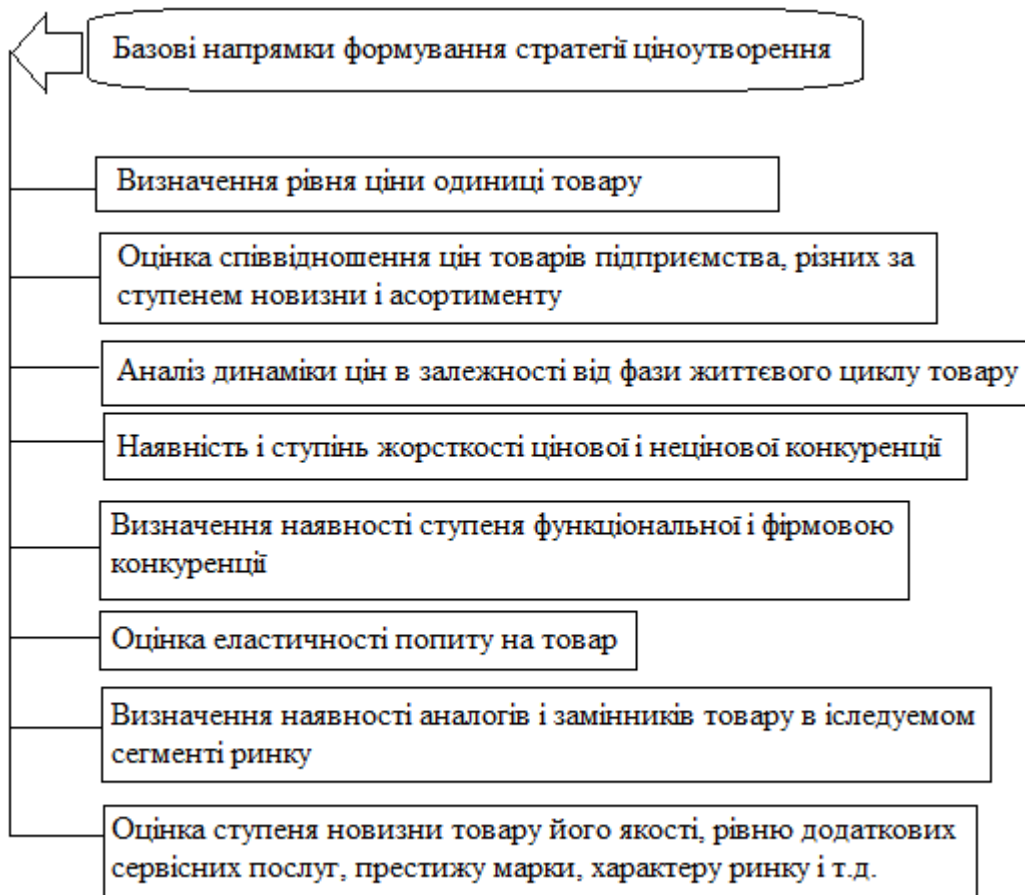 Базові напрямки формування стратегії ціноутворення
Визначення рівня ціни одиниці товару
Оцінка співвідношення цін товарів підприємства, різних за
ступенем новизни і асортименту
Аналіз динаміки цін в залежності від фази життєвого циклу товару
Наявність і ступінь жорсткості цінової і нецінової конкуренції
Визначення наявності ступеня функціональної і фірмовою
конкуренції
Оцінка еластичності попиту на товар
Визначення наявності аналогів і замінників товару в іследуемом
сегменті ринку
Оцінка ступеня новизни товару його якості, рівню додаткових
сервісних послуг, престижу марки, характеру ринку і т.д.